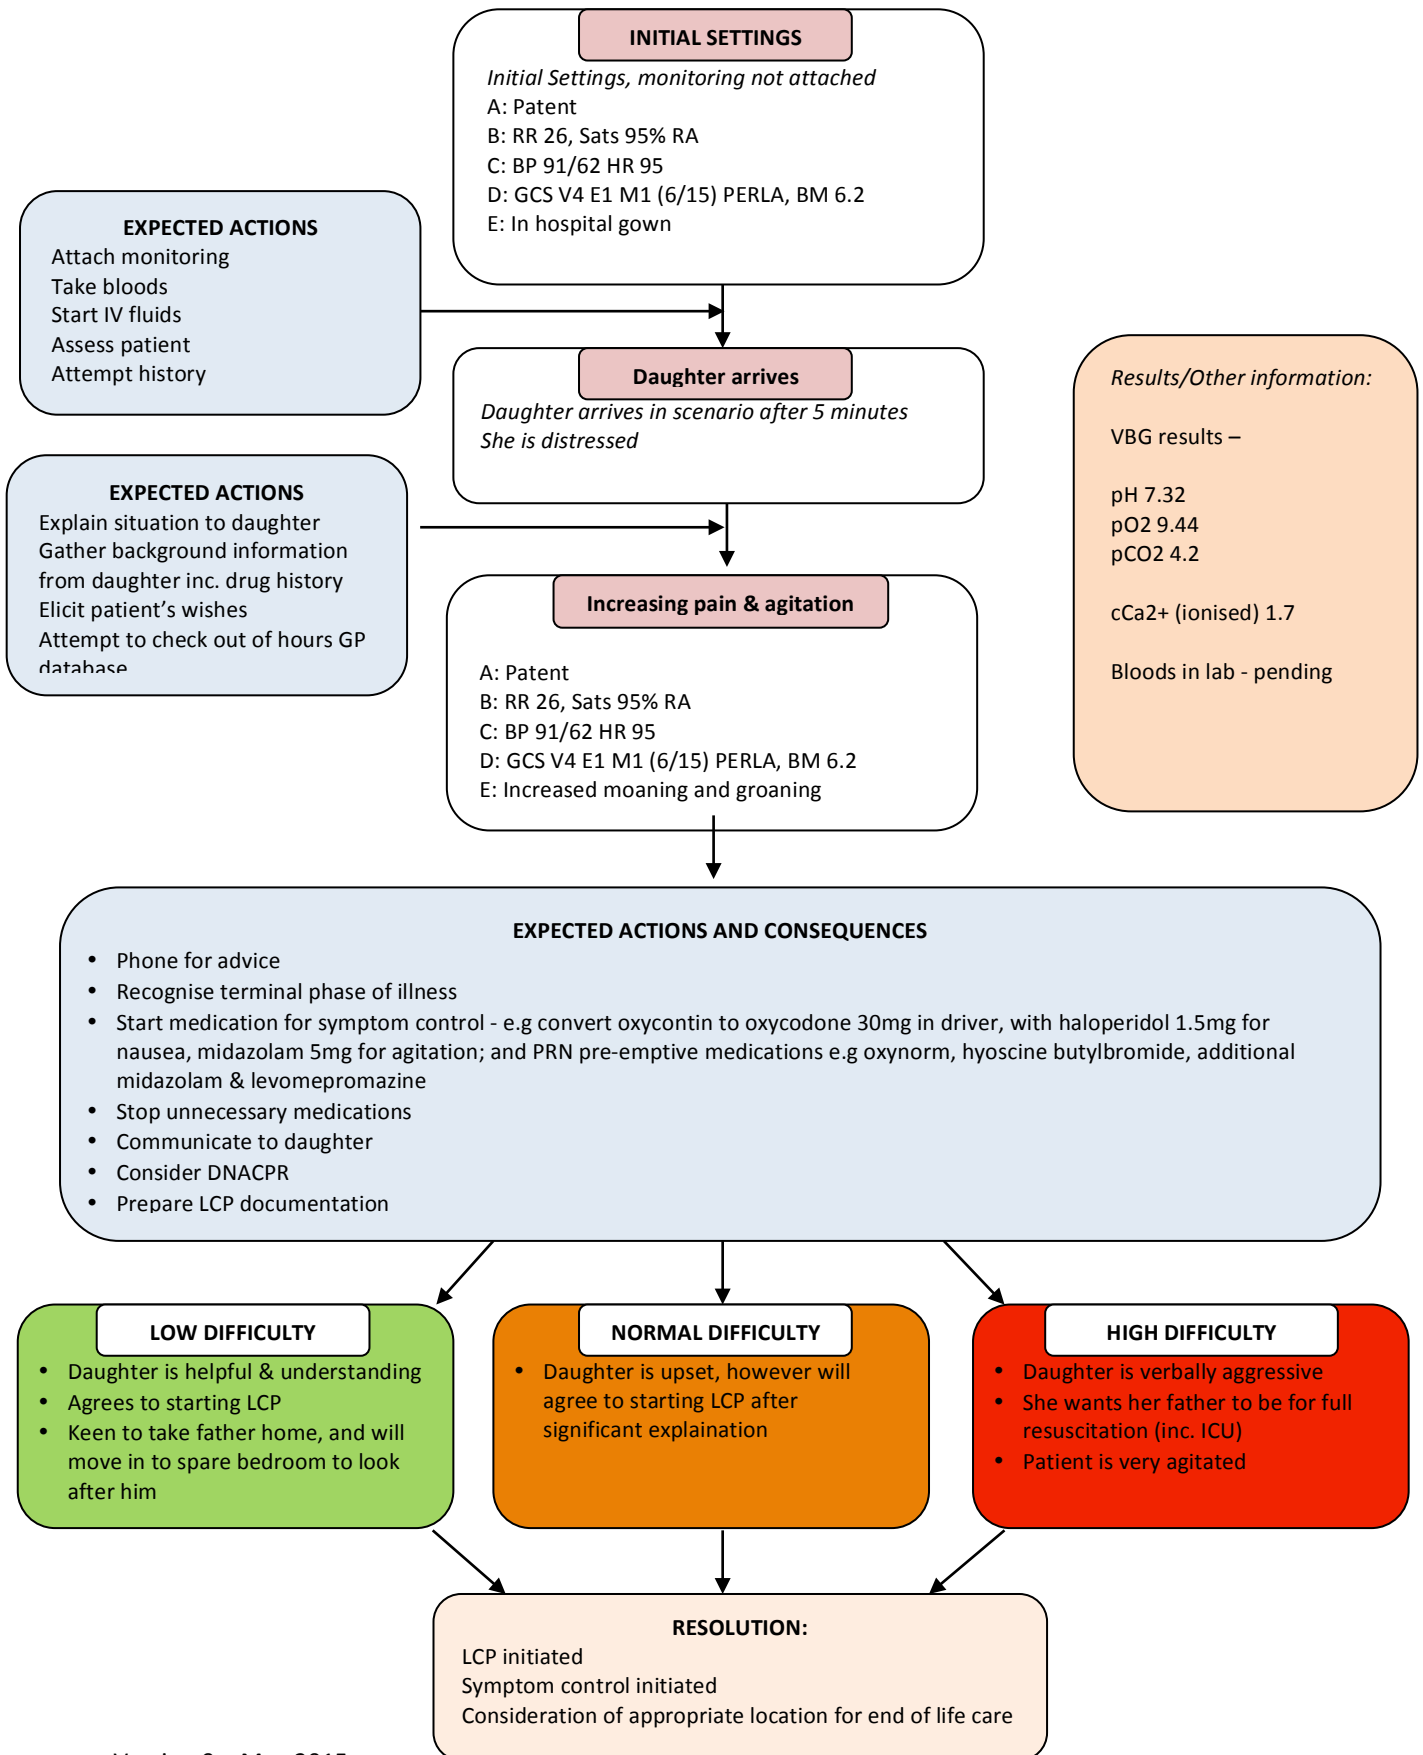 INITIAL SETTINGS
Initial Settings, monitoring not attached
A: Patent
B: RR 26, Sats 95% RA
C: BP 91/62 HR 95
D: GCS V4 E1 M1 (6/15) PERLA, BM 6.2
E: In hospital gown
EXPECTED ACTIONS
Attach monitoring
Take bloods
Start IV fluids
Assess patient
Attempt history
Daughter arrives
Daughter arrives in scenario after 5 minutes
She is distressed
Results/Other information:
VBG results –
pH 7.32
pO2 9.44
pCO2 4.2
cCa2+ (ionised) 1.7
Bloods in lab - pending
EXPECTED ACTIONS
Explain situation to daughter
Gather background information
from daughter inc. drug history
Elicit patient’s wishes
Attempt to check out of hours GP
database
Increasing pain & agitation
A: Patent
B: RR 26, Sats 95% RA
C: BP 91/62 HR 95
D: GCS V4 E1 M1 (6/15) PERLA, BM 6.2
E: Increased moaning and groaning
EXPECTED ACTIONS AND CONSEQUENCES
• Phone for advice
• Recognise terminal phase of illness
• Start medication for symptom control - e.g convert oxycontin to oxycodone 30mg in driver, with haloperidol 1.5mg for
nausea, midazolam 5mg for agitation; and PRN pre-emptive medications e.g oxynorm, hyoscine butylbromide, additional
midazolam & levomepromazine
• Stop unnecessary medications
• Communicate to daughter
• Consider DNACPR
• Prepare LCP documentation
LOW DIFFICULTY
• Daughter is helpful & understanding
• Agrees to starting LCP
• Keen to take father home, and will
move in to spare bedroom to look
after him
NORMAL DIFFICULTY
• Daughter is upset, however will
agree to starting LCP after
significant explaination
HIGH DIFFICULTY
• Daughter is verbally aggressive
• She wants her father to be for full
resuscitation (inc. ICU)
• Patient is very agitated
RESOLUTION:
LCP initiated
Symptom control initiated
Consideration of appropriate location for end of life care